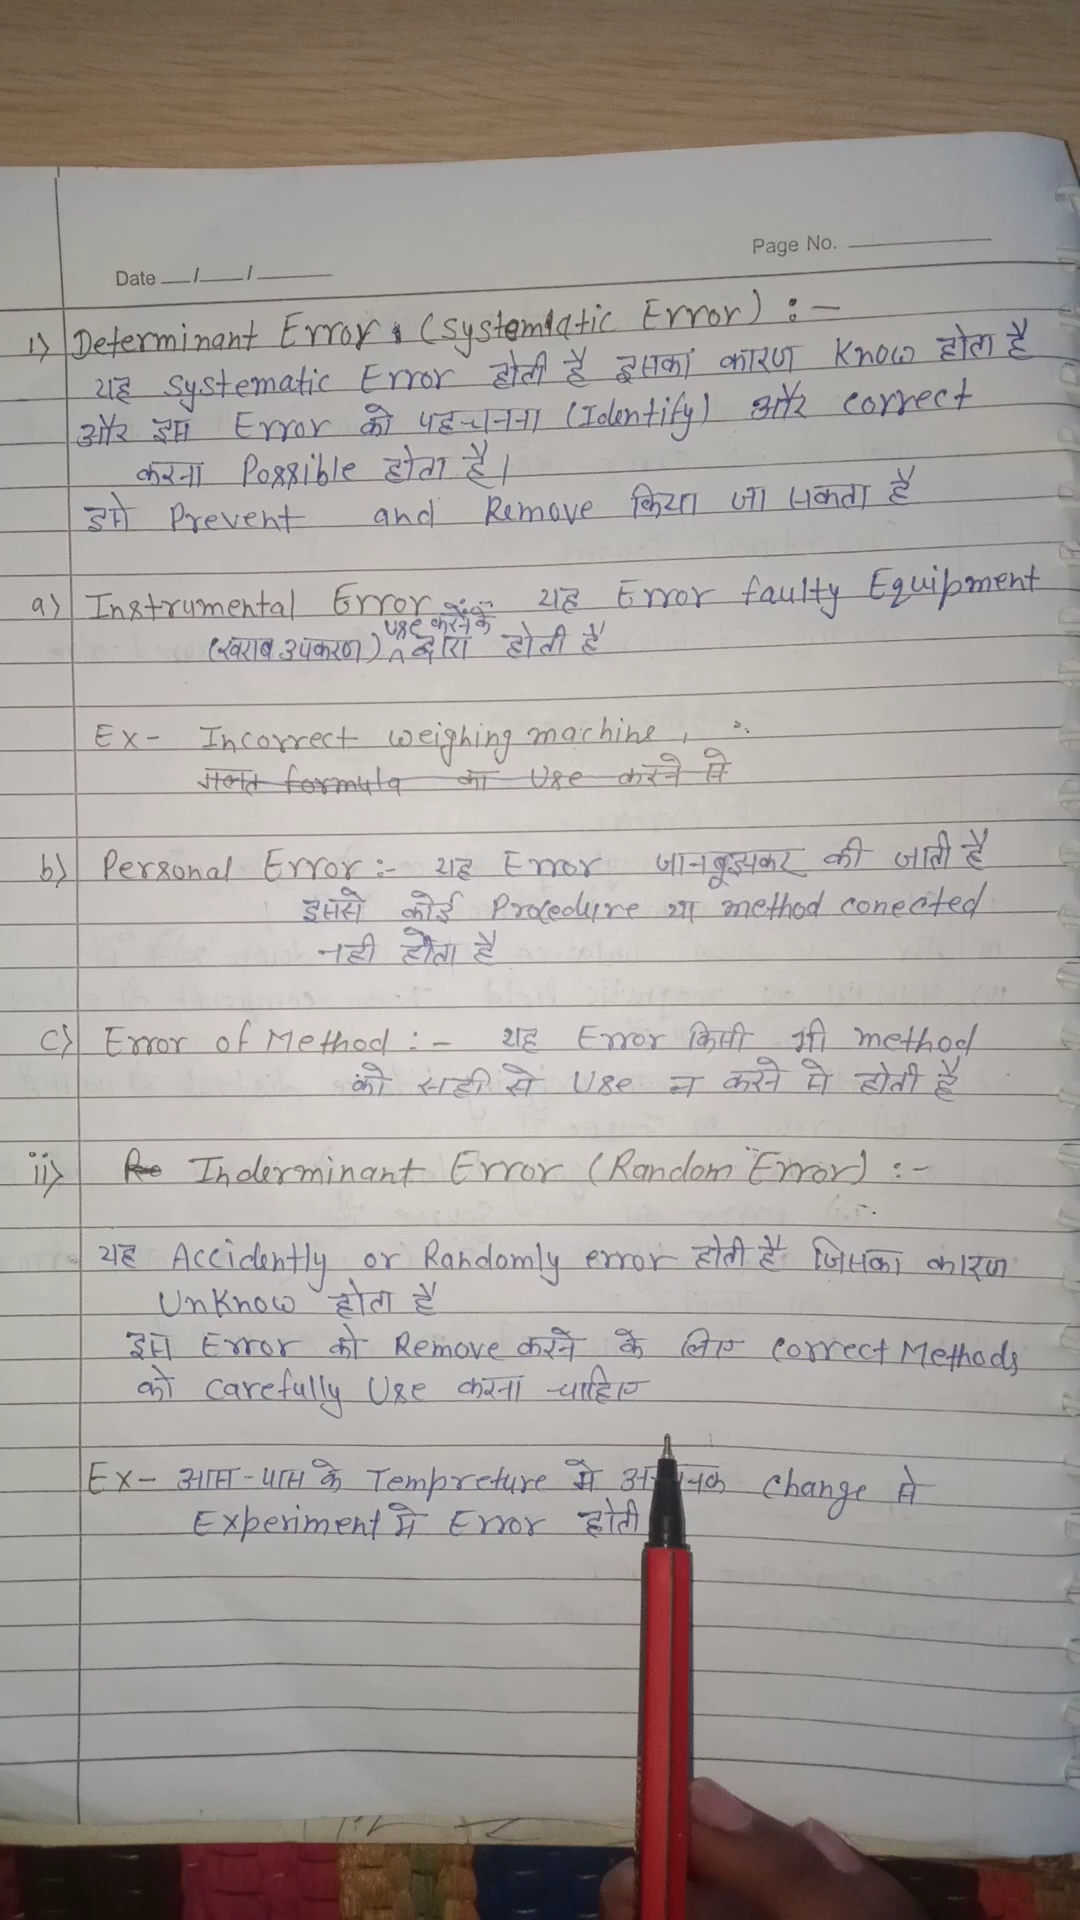 Page No.
Date __/__/____
i) Determinant Error (Systematic Error) :-
यह Systematic Error होती है इसका कारण Know होता है
और इस Error को पहचानना (Identify) और correct
करना Possible होता है।
इसे Prevent and Remove किया जा सकता है
a) Instrumental Error यह Error faulty Equipment
use करने के
(खराब उपकरण) ^ द्वारा होती है
Ex- Incorrect weighing machine,
गलत formula का Use करने से
b) Personal Error :- यह Error जानबूझकर की जाती है
इससे कोई Procedure या method conected
नही होता है
c) Error of Method :- यह Error किसी भी method
को सही से Use न करने से होती है
ii) Inderminant Error (Random Error) :-
यह Accidently or Randomly error होती है जिसका कारण
UnKnow होता है
इस Error को Remove करने के लिए correct Methods
को carefully Use करना चाहिए
Ex- आस-पास के Tempreture मे change से
Experiment मे Error होती